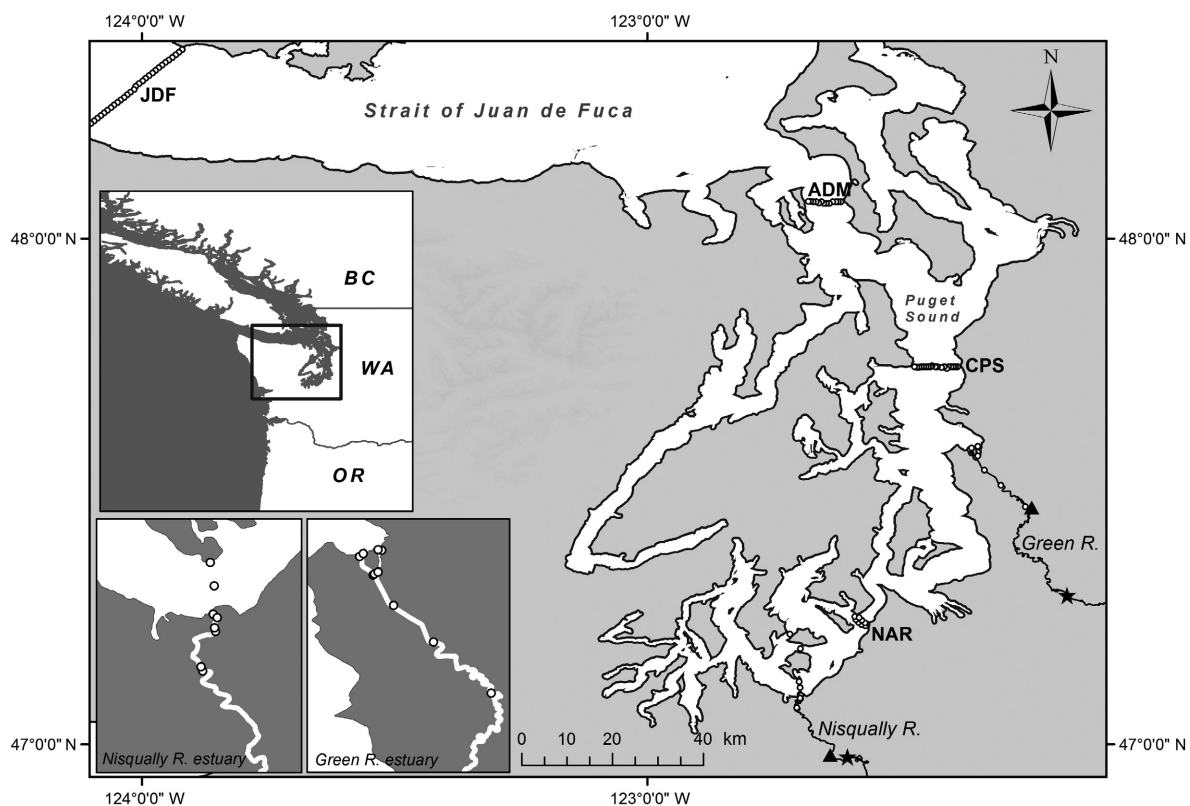 124°0'0" W
123°0'0" W
JDF
Strait of Juan de Fuca
N
ADM
48°0'0" N
48°0'0" N
BC
WA
OR
Puget
Sound
CPS
Green R.
NAR
Nisqually R.
Nisqually R. estuary
Green R. estuary
0 10 20 40 km
47°0'0" N
47°0'0" N
124°0'0" W
123°0'0" W